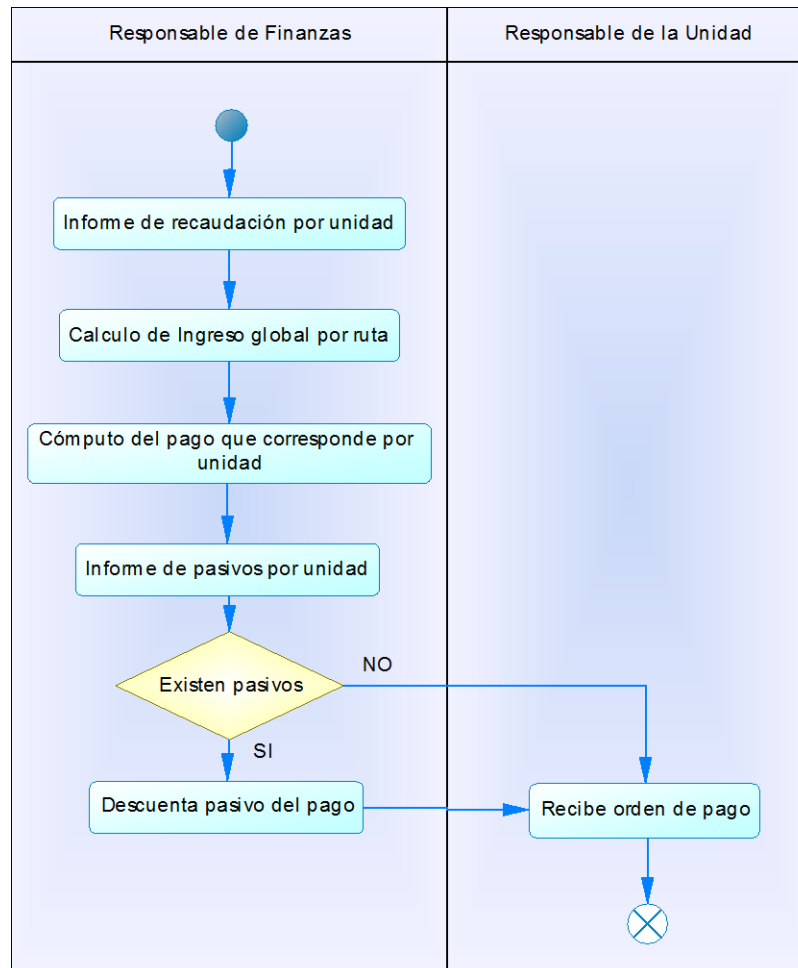 Responsable de Finanzas
Responsable de la Unidad
Informe de recaudación por unidad
Calculo de Ingreso global por ruta
Cómputo del pago que corresponde por
unidad
Informe de pasivos por unidad
Existen pasivos
NO
SI
Descuenta pasivo del pago
Recibe orden de pago